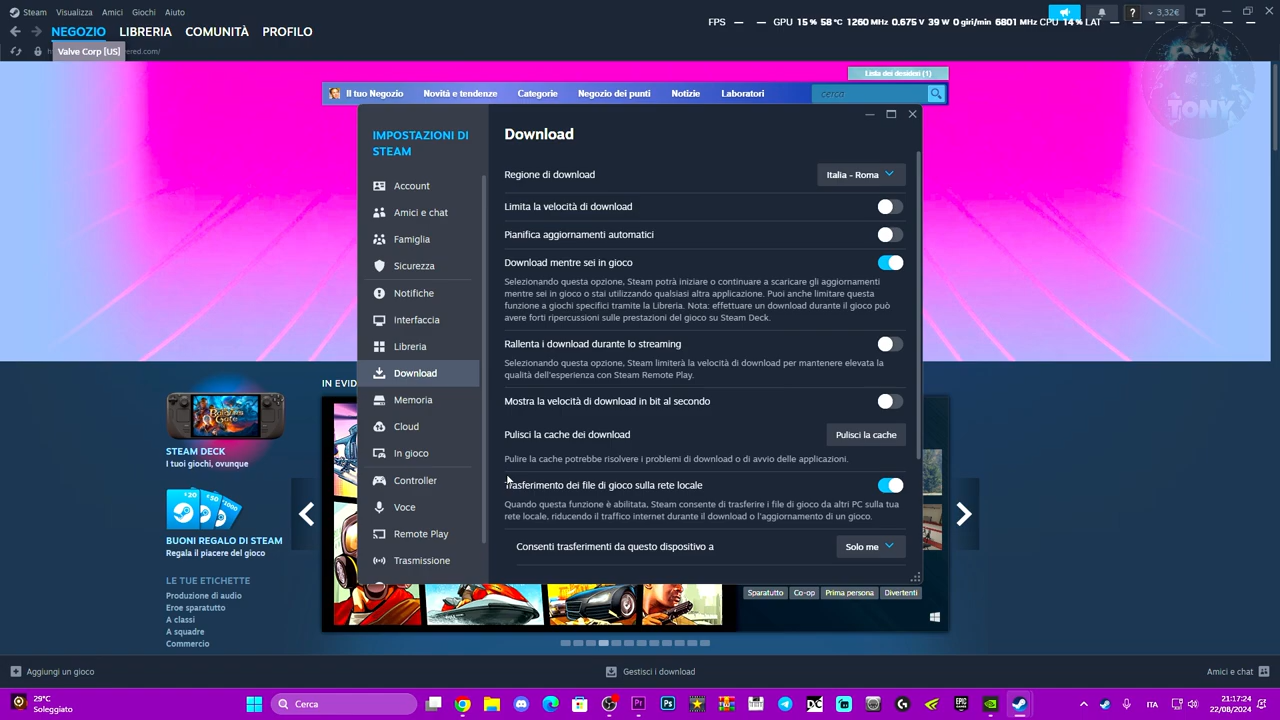 Steam Visualizza Amici Giochi Aiuto
3,32€
FPS — — GPU 15 % 58 °C 1260 MHz 0.675 V 39 W 0 giri/min 6801 MHz CPU 14 % LAT —
NEGOZIO LIBRERIA COMUNITÀ PROFILO
Valve Corp [US]
ered.com/
TONY
Lista dei desideri (1)
Il tuo Negozio Novità e tendenze Categorie Negozio dei punti Notizie Laboratori cerca
IMPOSTAZIONI DI
STEAM
Account
Amici e chat
Famiglia
Sicurezza
Notifiche
Interfaccia
Libreria
Download
Memoria
Cloud
In gioco
Controller
Voce
Remote Play
Trasmissione
Download
Regione di download Italia – Roma
Limita la velocità di download
Pianifica aggiornamenti automatici
Download mentre sei in gioco
Selezionando questa opzione, Steam potrà iniziare o continuare a scaricare gli aggiornamenti
mentre sei in gioco o stai utilizzando qualsiasi altra applicazione. Puoi anche limitare questa
funzione a giochi specifici tramite la Libreria. Nota: effettuare un download durante il gioco può
avere forti ripercussioni sulle prestazioni del gioco su Steam Deck.
Rallenta i download durante lo streaming
Selezionando questa opzione, Steam limiterà la velocità di download per mantenere elevata la
qualità dell'esperienza con Steam Remote Play.
Mostra la velocità di download in bit al secondo
Pulisci la cache dei download Pulisci la cache
Pulire la cache potrebbe risolvere i problemi di download o di avvio delle applicazioni.
Trasferimento dei file di gioco sulla rete locale
Quando questa funzione è abilitata, Steam consente di trasferire i file di gioco da altri PC sulla tua
rete locale, riducendo il traffico internet durante il download o l'aggiornamento di un gioco.
Consenti trasferimenti da questo dispositivo a Solo me
IN EVID
STEAM DECK
I tuoi giochi, ovunque
$20 $50
BUONI REGALO DI STEAM
Regala il piacere del gioco
LE TUE ETICHETTE
Produzione di audio
Eroe sparatutto
A classi
A squadre
Commercio
Sparatutto Co-op Prima persona Divertenti
Aggiungi un gioco Gestisci i download Amici e chat
29°C
Soleggiato
Cerca
ITA
21:17:24
22/08/2024